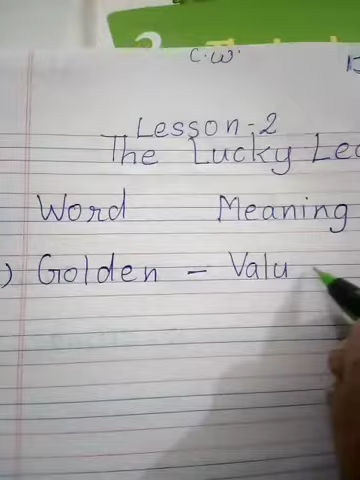 C.W.
Lesson-2
The Lucky
Word Meaning
) Golden - Valu